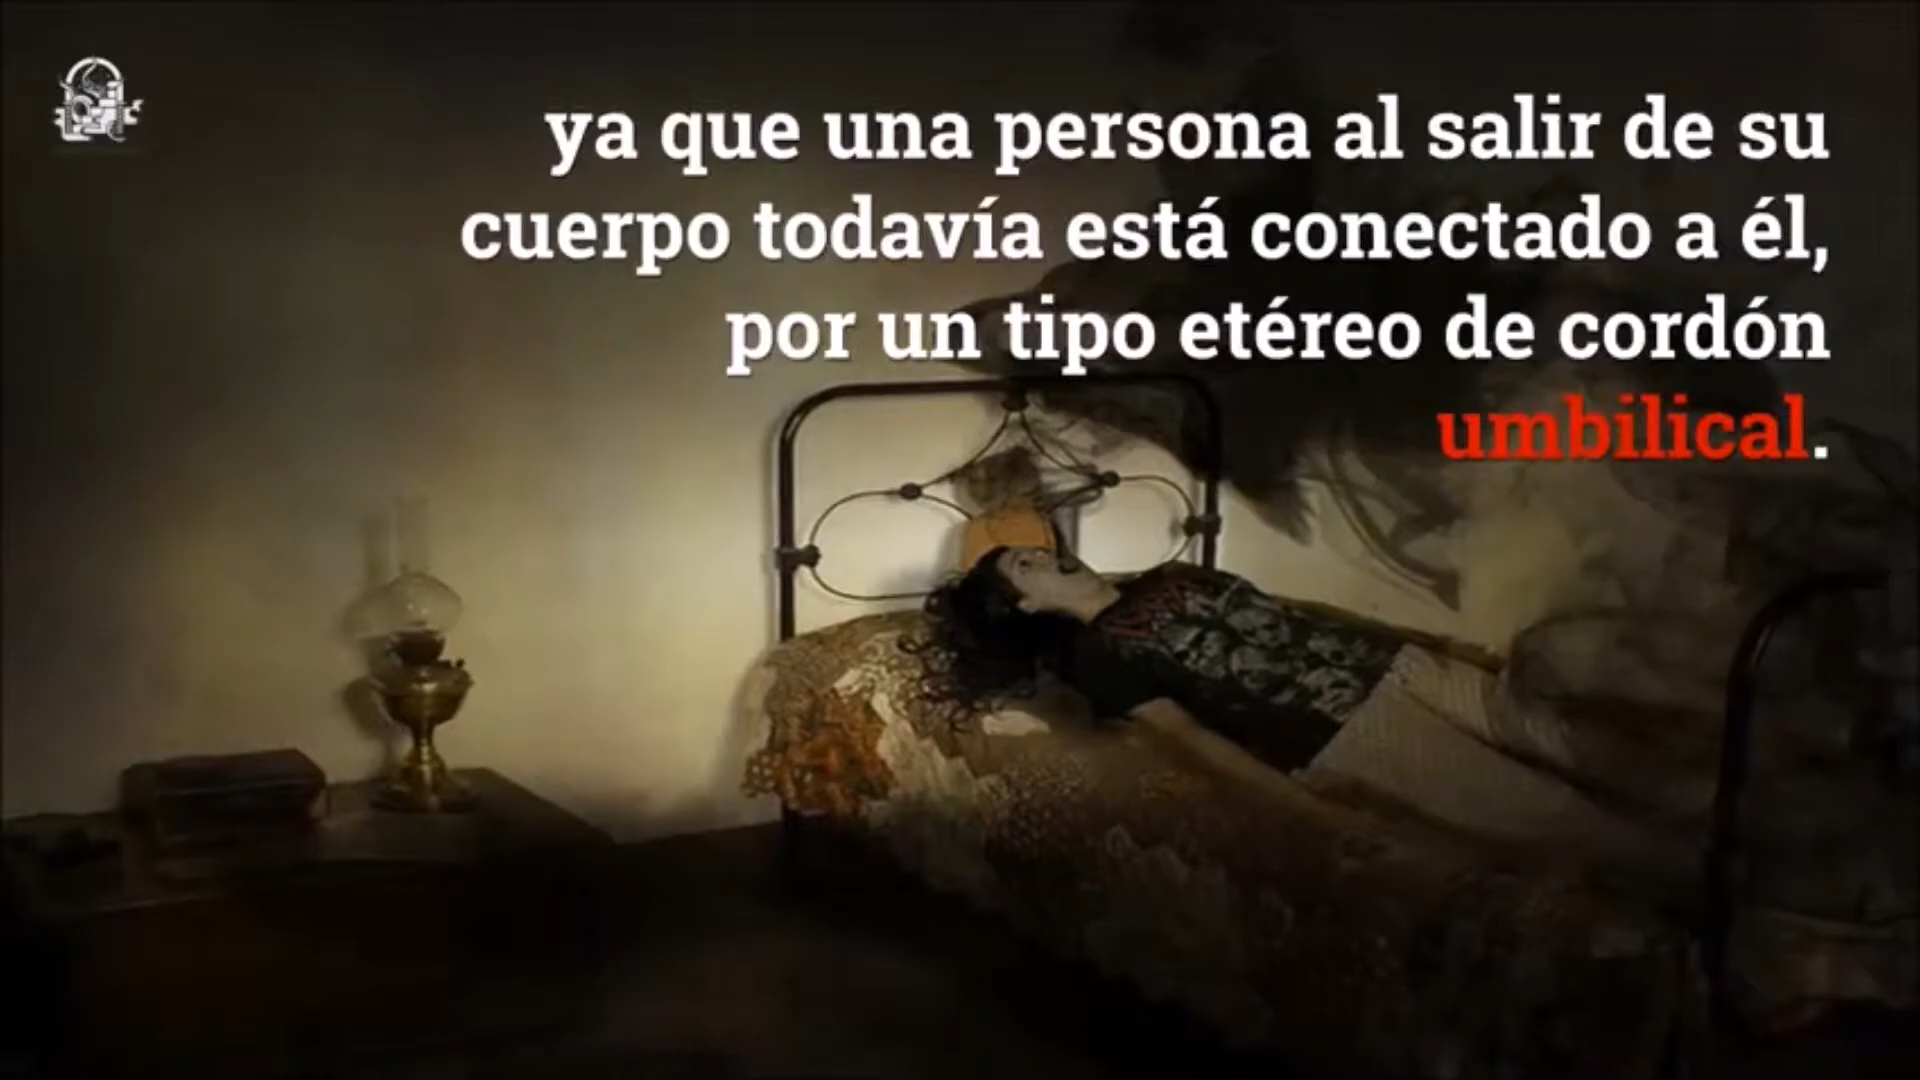 ya que una persona al salir de su
cuerpo todavía está conectado a él,
por un tipo etéreo de cordón
umbilical.